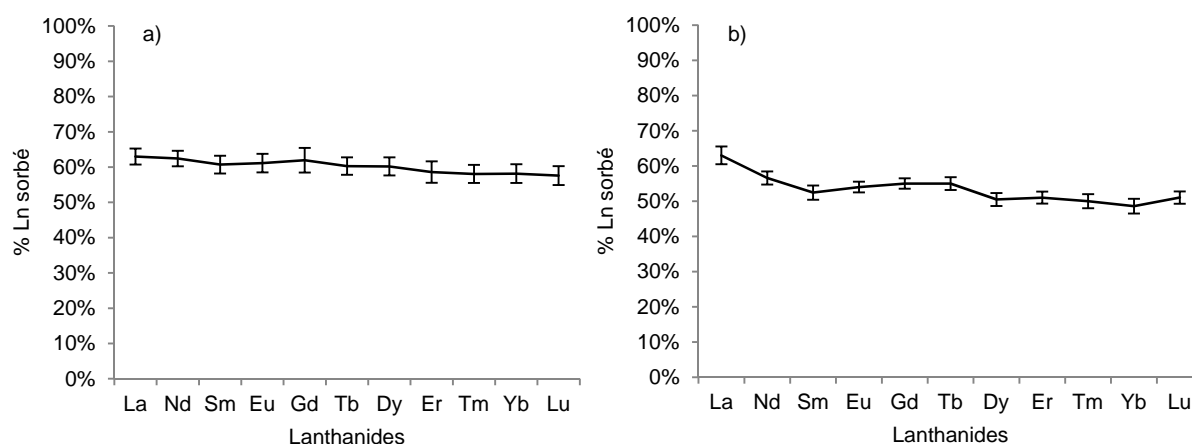 a)
% Ln sorbé
100%
90%
80%
70%
60%
50%
40%
30%
20%
10%
0%
La Nd Sm Eu Gd Tb Dy Er Tm Yb Lu
Lanthanides
b)
% Ln sorbé
100%
90%
80%
70%
60%
50%
40%
30%
20%
10%
0%
La Nd Sm Eu Gd Tb Dy Er Tm Yb Lu
Lanthanides